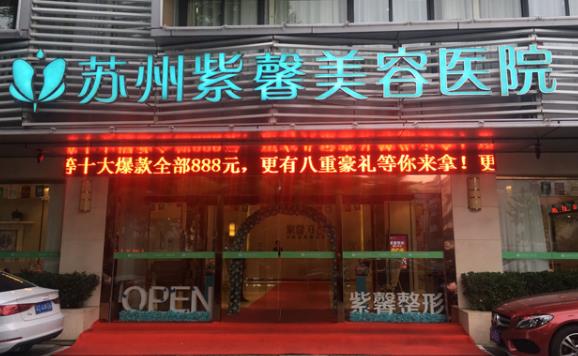 苏州紫馨美容医院
等十大爆款全部888元，更有八重豪礼等你来拿！更
OPEN
紫馨整形